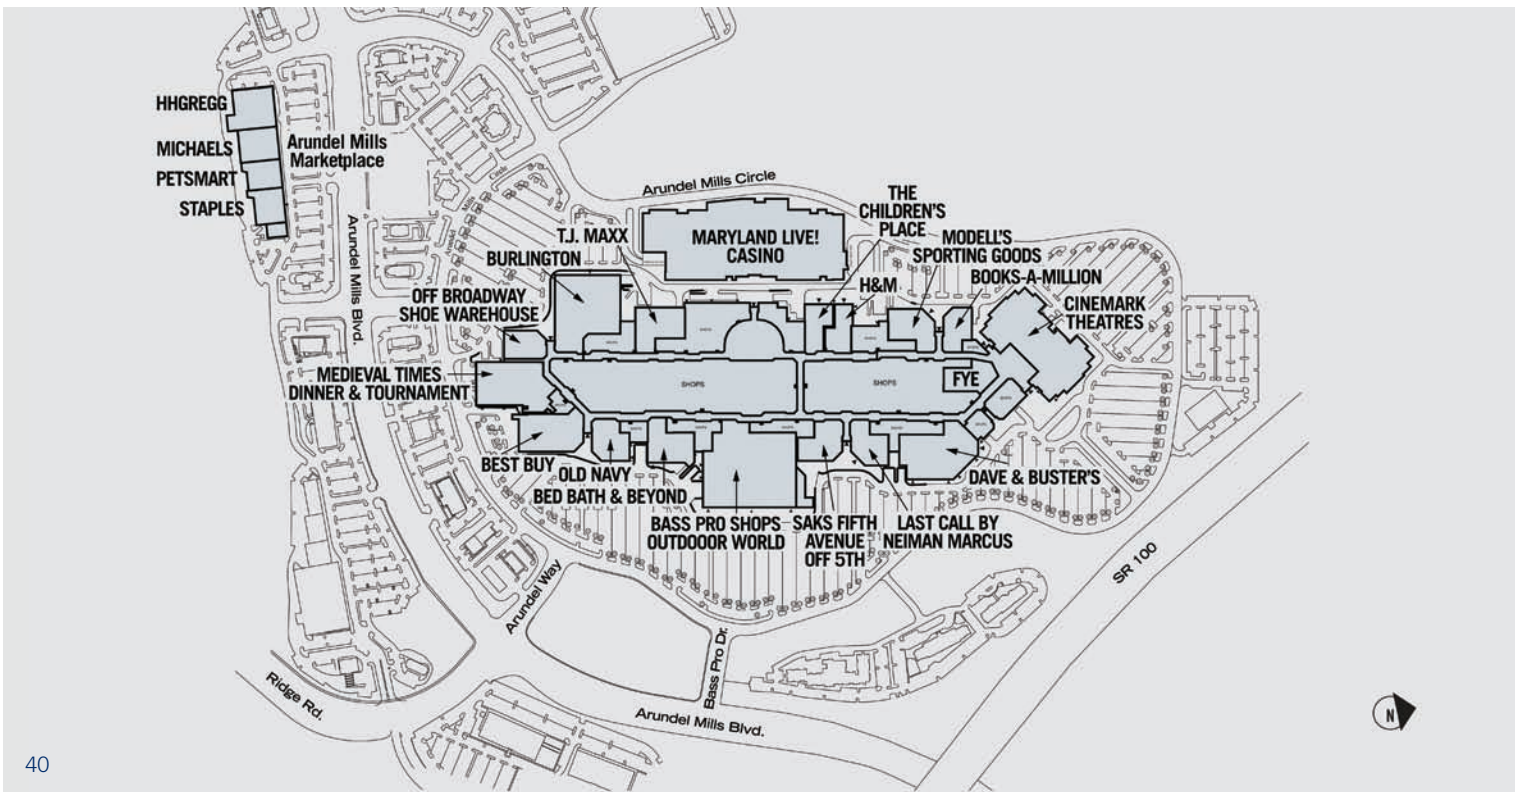 HHGREGG
MICHAELS
PETSMART
STAPLES
Arundel Mills
Marketplace
Arundel Mills Blvd.
Arundel Mills Circle
Arundel Mills Circle
T.J. MAXX
BURLINGTON
OFF BROADWAY
SHOE WAREHOUSE
MARYLAND LIVE!
CASINO
THE
CHILDREN'S
PLACE
MODELL'S
SPORTING GOODS
H&M
BOOKS-A-MILLION
CINEMARK
THEATRES
MEDIEVAL TIMES
DINNER & TOURNAMENT
SHOPS
SHOPS
FYE
BEST BUY
OLD NAVY
BED BATH & BEYOND
BASS PRO SHOPS
OUTDOOOR WORLD
SAKS FIFTH
AVENUE
OFF 5TH
LAST CALL BY
NEIMAN MARCUS
DAVE & BUSTER'S
SR 100
Arundel Way
Bass Pro Dr.
Ridge Rd.
Arundel Mills Blvd.
N
40